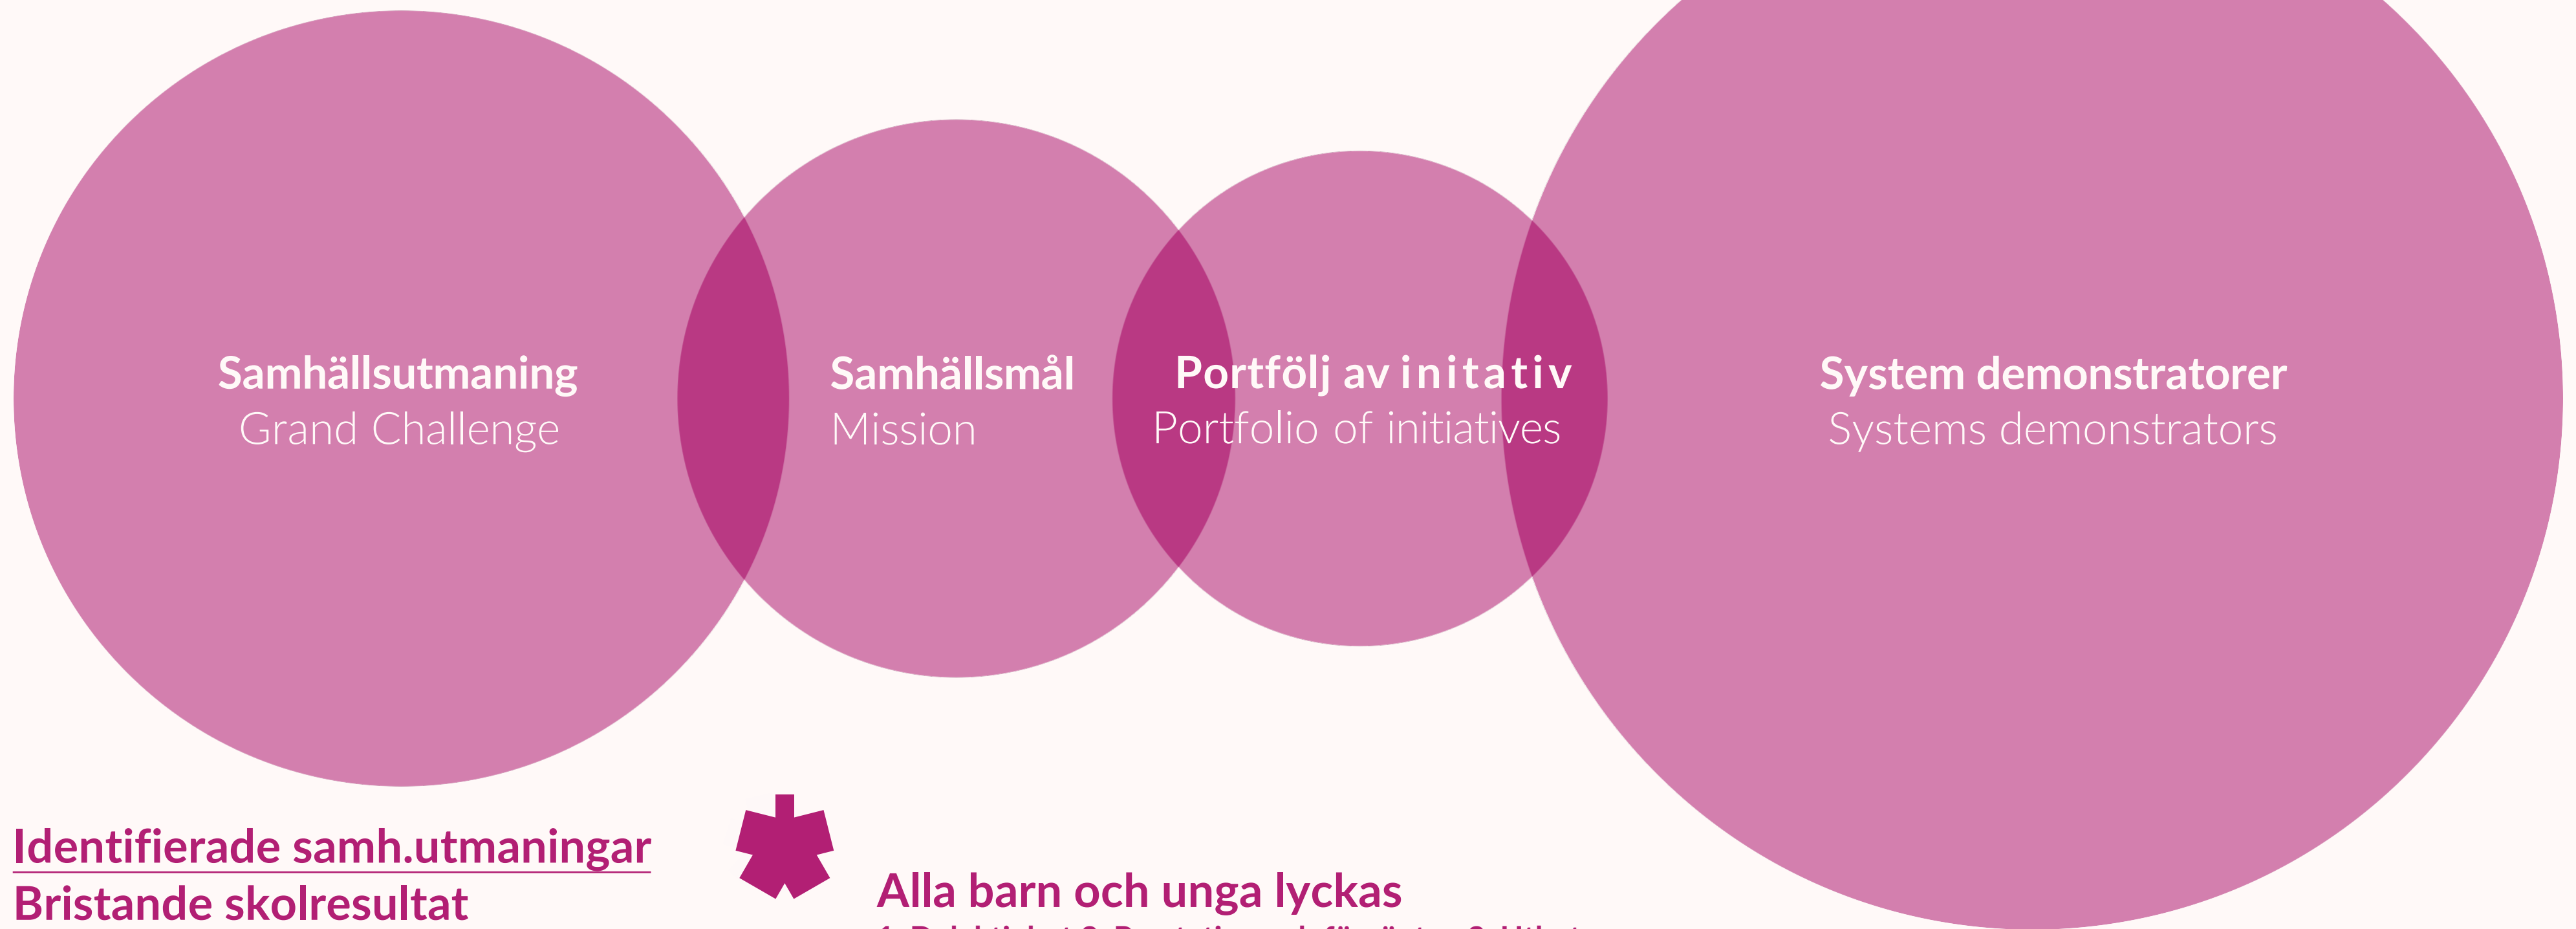 Samhällsutmaning
Grand Challenge
Samhällsmål
Mission
Portfölj av initativ
Portfolio of initiatives
System demonstratorer
Systems demonstrators
Identifierade samh.utmaningar
Bristande skolresultat
Alla barn och unga lyckas